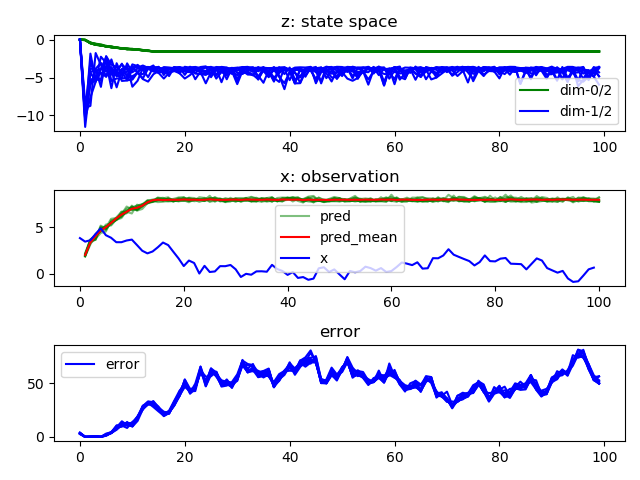 z: state space
0
−5
−10
dim-0/2
dim-1/2
0 20 40 60 80 100
x: observation
5
0
pred
pred_mean
x
0 20 40 60 80 100
error
50
0
error
0 20 40 60 80 100